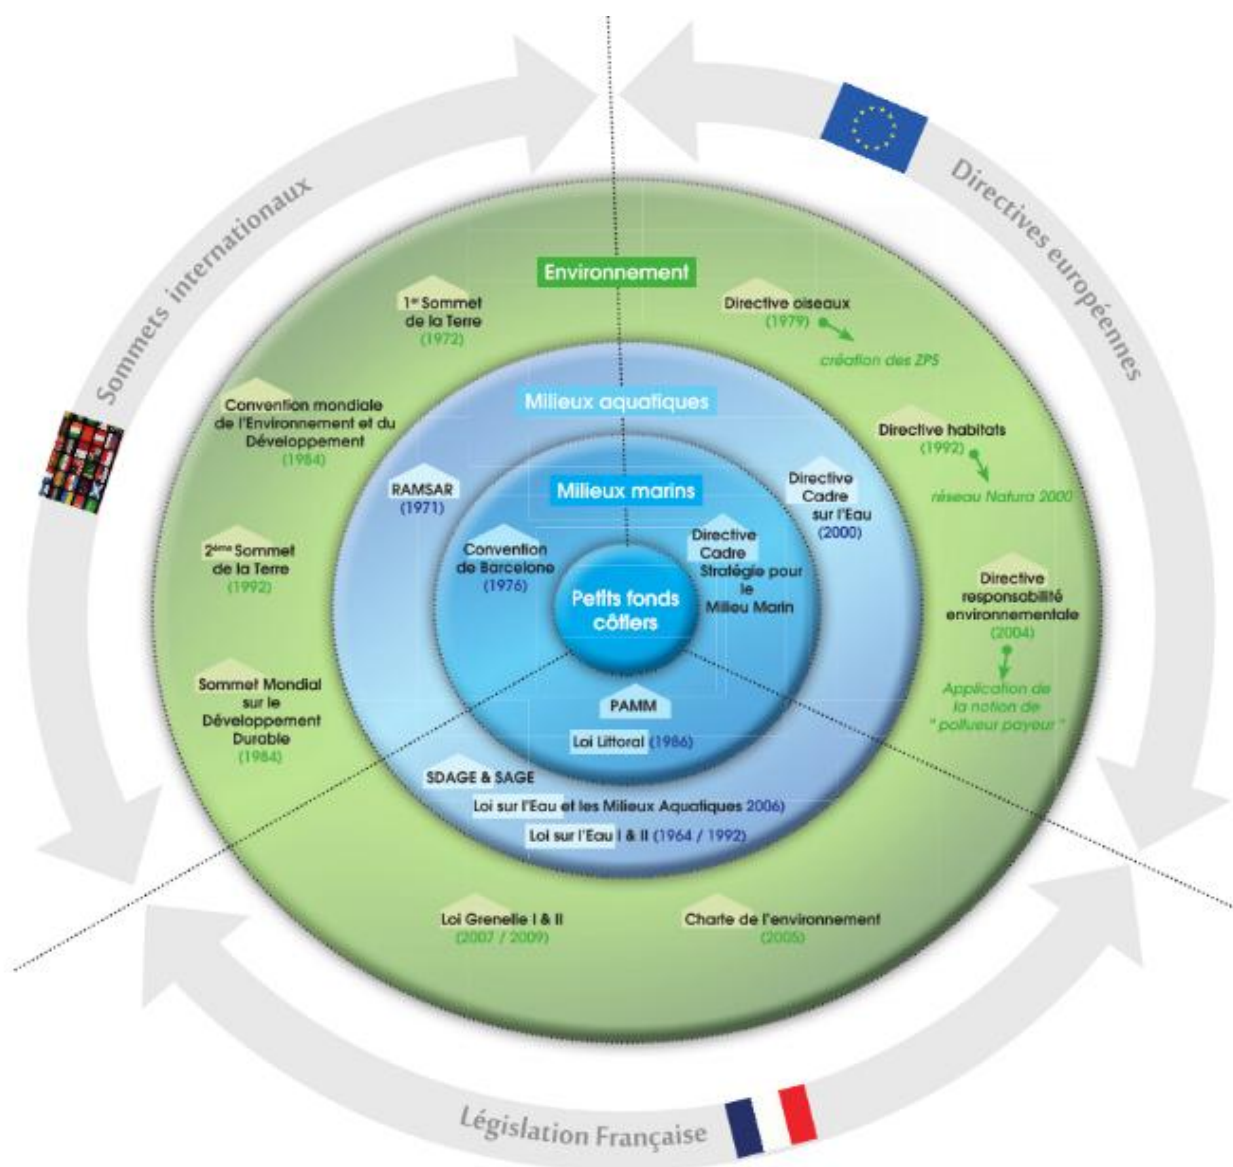 Sommets internationaux
Directives européennes
Législation Française
Environnement
1er Sommet
de la Terre
(1972)
Convention mondiale
de l'Environnement et du
Développement
(1984)
2ème Sommet
de la Terre
(1992)
Sommet Mondial
sur le
Développement
Durable
(1984)
Directive oiseaux
(1979)
création des ZPS
Directive habitats
(1992)
réseau Natura 2000
Directive
responsabilité
environnementale
(2004)
Application de
la notion de
" pollueur payeur "
Loi Grenelle I & II
(2007 / 2009)
Charte de l'environnement
(2005)
Milieux aquatiques
RAMSAR
(1971)
Directive
Cadre
sur l'Eau
(2000)
SDAGE & SAGE
Loi sur l'Eau et les Milieux Aquatiques 2006)
Loi sur l'Eau I & II (1964 / 1992)
Milieux marins
Convention
de Barcelone
(1976)
Directive
Cadre
Stratégie pour
le
Milieu Marin
PAMM
Loi Littoral (1986)
Petits fonds
côtiers